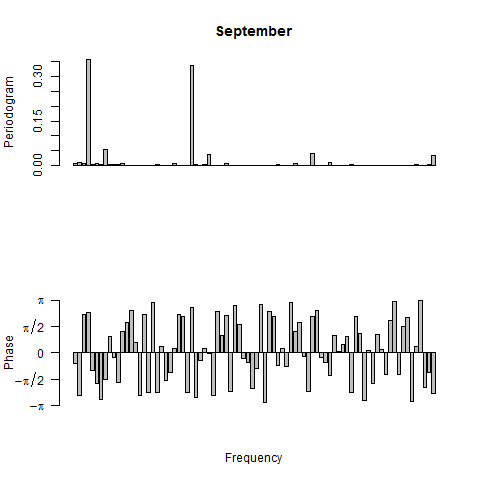 September
Periodogram
0.30
0.15
0.00
Phase
π
π/2
0
−π/2
−π
Frequency